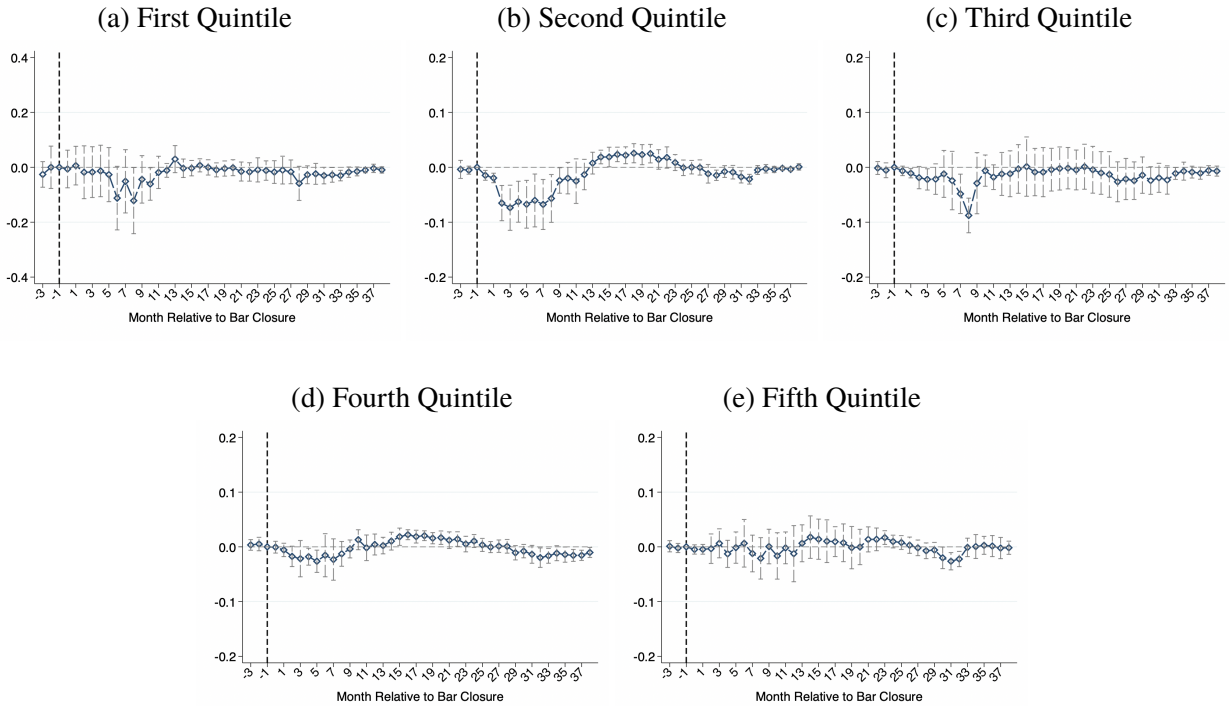 (a) First Quintile
0.4
0.2
0.0
-0.2
-0.4
-3 -1 1 3 5 7 9 11 13 15 17 19 21 23 25 27 29 31 33 35 37
Month Relative to Bar Closure
(b) Second Quintile
0.2
0.1
0.0
-0.1
-0.2
-3 -1 1 3 5 7 9 11 13 15 17 19 21 23 25 27 29 31 33 35 37
Month Relative to Bar Closure
(c) Third Quintile
0.2
0.1
0.0
-0.1
-0.2
-3 -1 1 3 5 7 9 11 13 15 17 19 21 23 25 27 29 31 33 35 37
Month Relative to Bar Closure
(d) Fourth Quintile
0.2
0.1
0.0
-0.1
-0.2
-3 -1 1 3 5 7 9 11 13 15 17 19 21 23 25 27 29 31 33 35 37
Month Relative to Bar Closure
(e) Fifth Quintile
0.2
0.1
0.0
-0.1
-0.2
-3 -1 1 3 5 7 9 11 13 15 17 19 21 23 25 27 29 31 33 35 37
Month Relative to Bar Closure